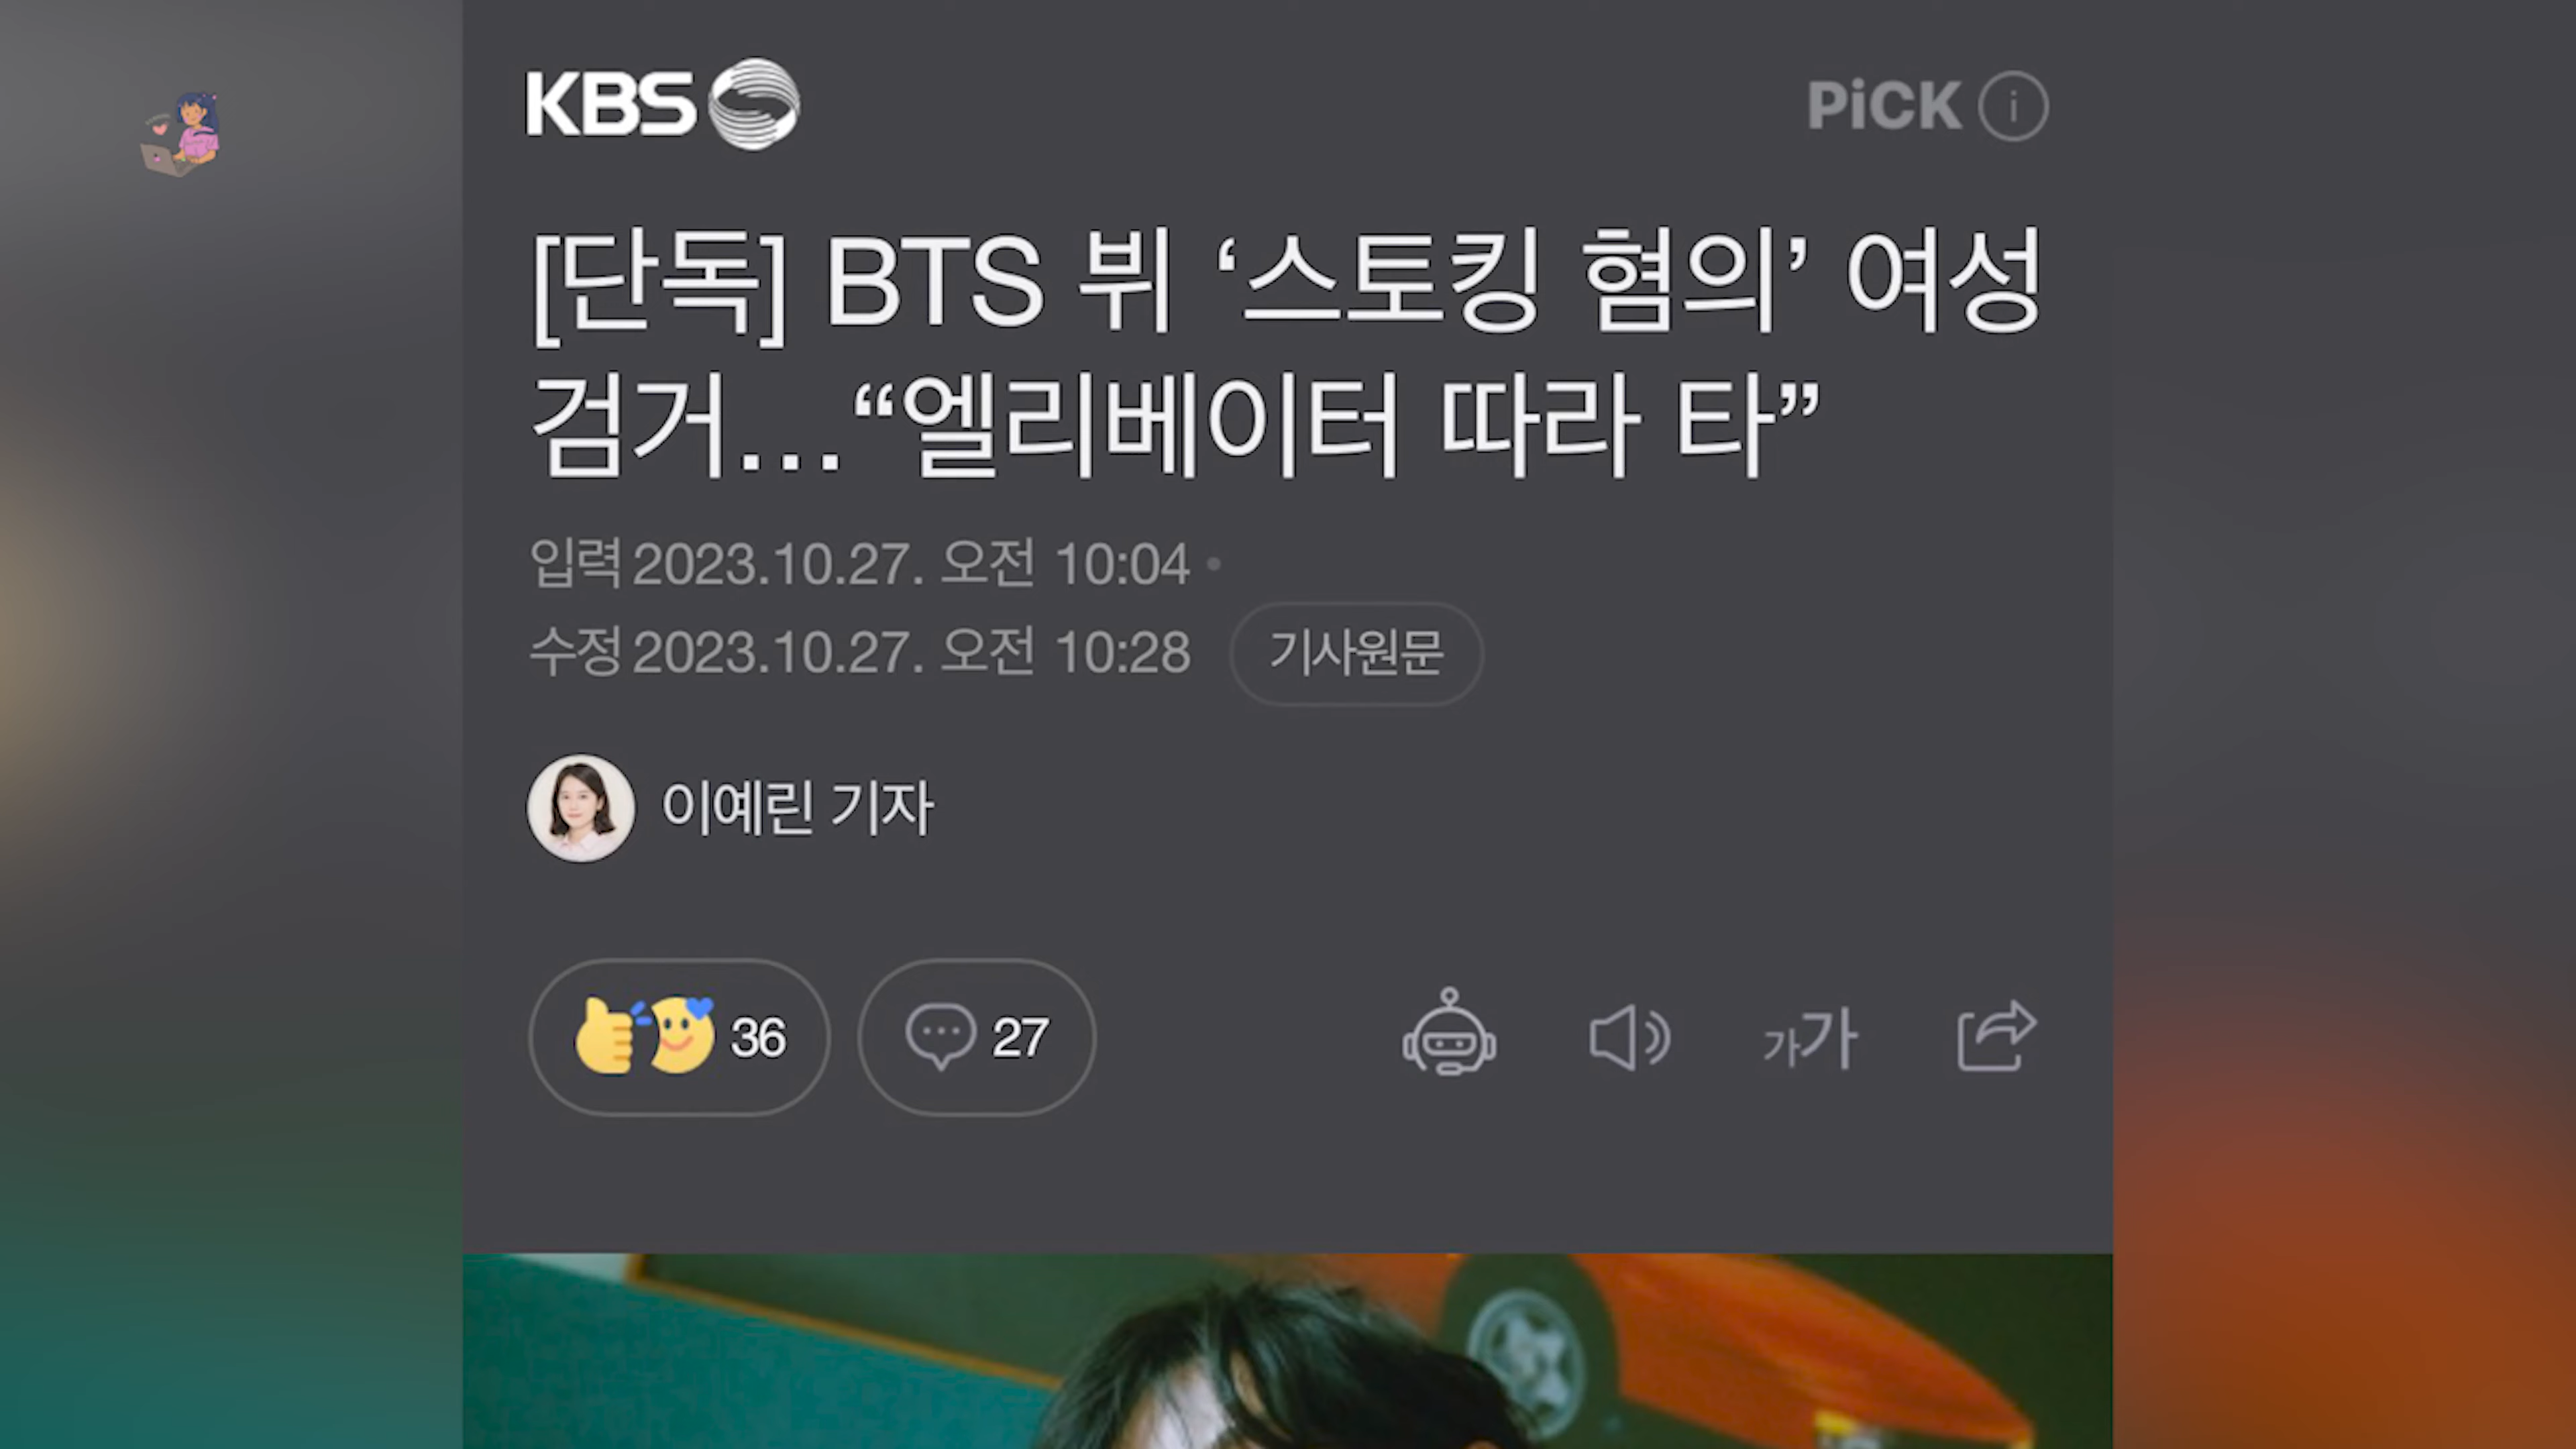 KBS
PiCK i
[단독] BTS 뷔 ‘스토킹 혐의’ 여성
검거…“엘리베이터 따라 타”
입력 2023.10.27. 오전 10:04 •
수정 2023.10.27. 오전 10:28 기사원문
이예린 기자
36 27 가가